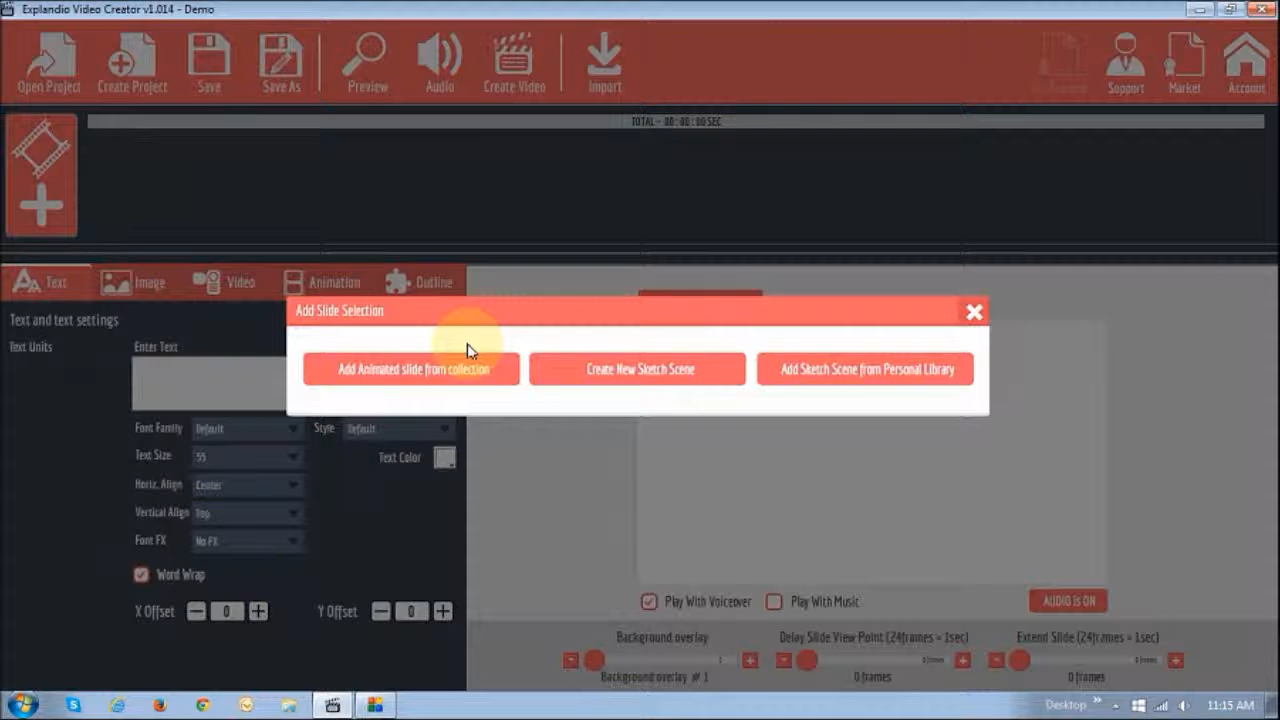 Explandio Video Creator v1.014 - Demo
Open Project
Create Project
Save
Save As
Preview
Audio
Create Video
Import
Support
Market
Account
TOTAL - 00 : 00 : 00 SEC
Text
Image
Video
Animation
Outline
Text and text settings
Text Units
Enter Text
Add Slide Selection
Add Animated slide from collection
Create New Sketch Scene
Add Sketch Scene from Personal Library
Font Family
Default
Style
Default
Text Size
55
Text Color
Horiz. Align
Center
Vertical Align
Top
Font FX
No FX
Word Wrap
X Offset
0
Y Offset
0
Play With Voiceover
Play With Music
AUDIO is ON
Background overlay
1
Background overlay # 1
Delay Slide View Point (24frames = 1sec)
0 frames
0 frames
Extend Slide (24frames = 1sec)
0 frames
0 frames
Desktop
11:15 AM